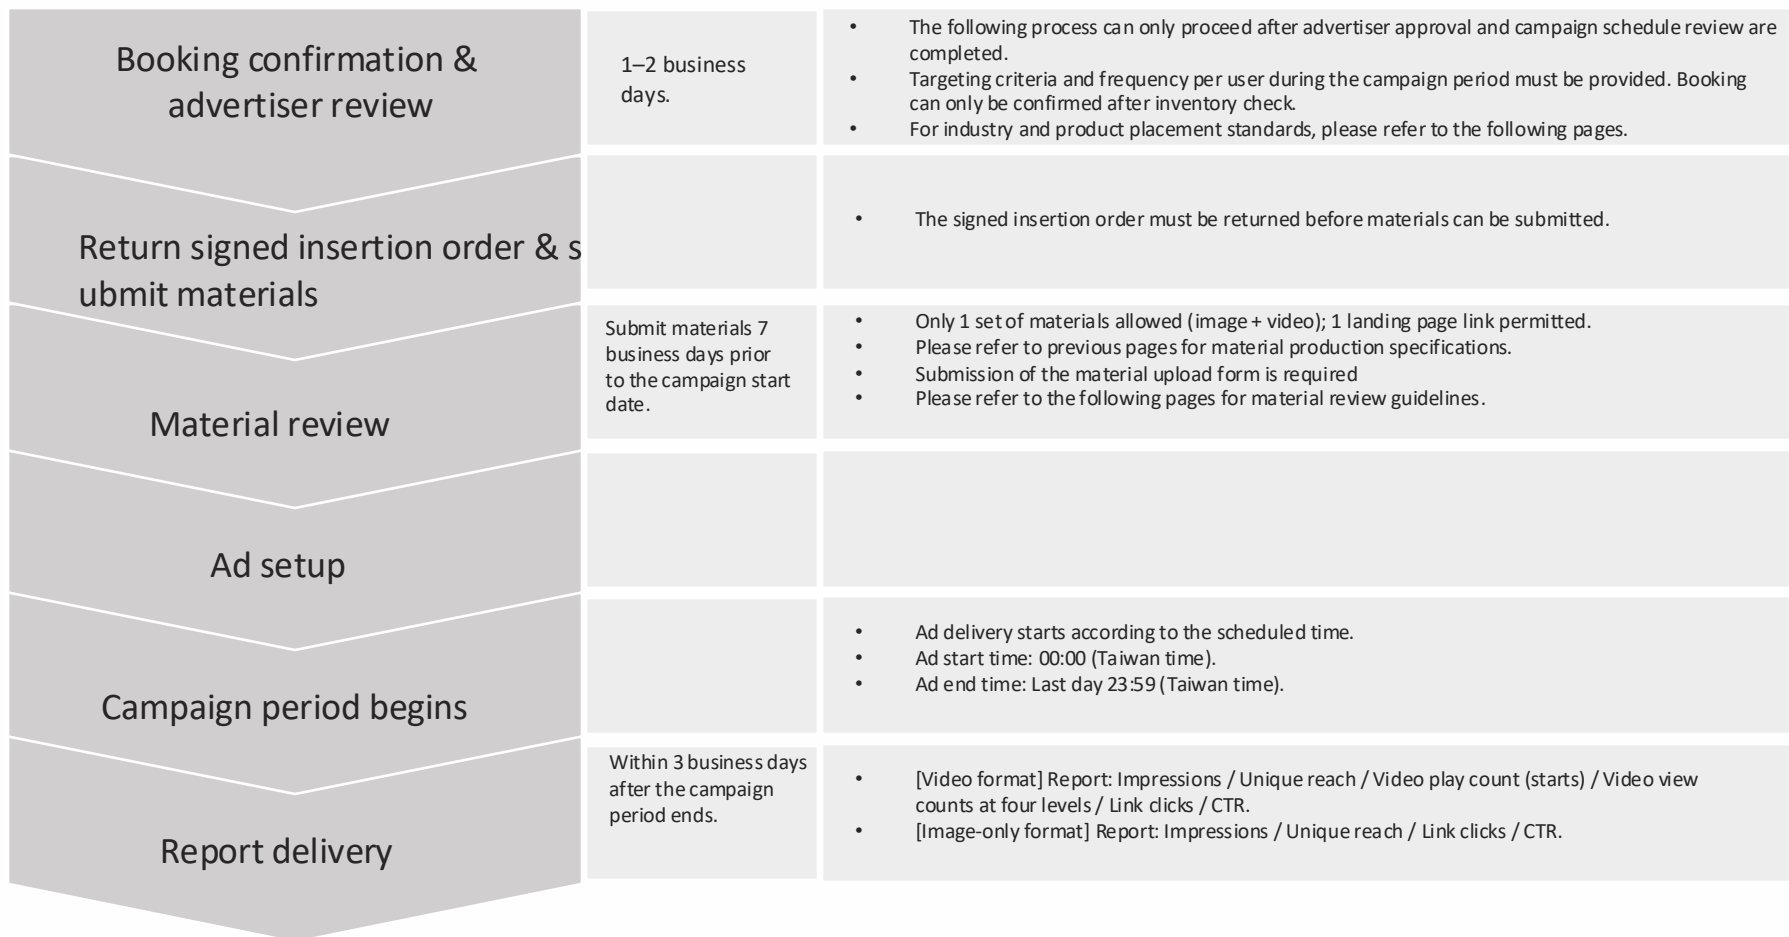 Booking confirmation &
advertiser review
1–2 business
days.
• The following process can only proceed after advertiser approval and campaign schedule review are
completed.
• Targeting criteria and frequency per user during the campaign period must be provided. Booking
can only be confirmed after inventory check.
• For industry and product placement standards, please refer to the following pages.
Return signed insertion order & s
ubmit materials
• The signed insertion order must be returned before materials can be submitted.
Material review
Submit materials 7
business days prior
to the campaign start
date.
• Only 1 set of materials allowed (image + video); 1 landing page link permitted.
• Please refer to previous pages for material production specifications.
• Submission of the material upload form is required
• Please refer to the following pages for material review guidelines.
Ad setup
Campaign period begins
• Ad delivery starts according to the scheduled time.
• Ad start time: 00:00 (Taiwan time).
• Ad end time: Last day 23:59 (Taiwan time).
Report delivery
Within 3 business days
after the campaign
period ends.
• [Video format] Report: Impressions / Unique reach / Video play count (starts) / Video view
counts at four levels / Link clicks / CTR.
• [Image-only format] Report: Impressions / Unique reach / Link clicks / CTR.